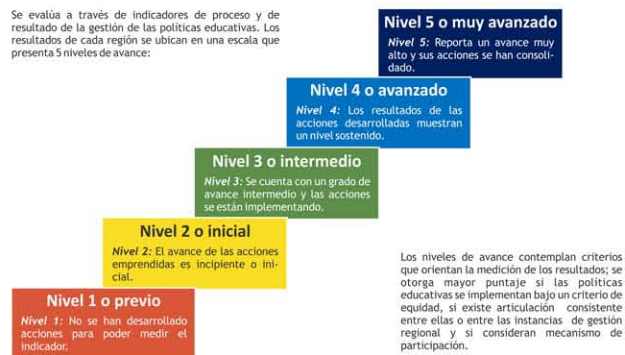 Se evalúa a través de indicadores de proceso y de
resultado de la gestión de las políticas educativas. Los
resultados de cada región se ubican en una escala que
presenta 5 niveles de avance:
Nivel 5 o muy avanzado
Nivel 5: Reporta un avance muy
alto y sus acciones se han consoli-
dado.
Nivel 4 o avanzado
Nivel 4: Los resultados de las
acciones desarrolladas muestran
un nivel sostenido.
Nivel 3 o intermedio
Nivel 3: Se cuenta con un grado de
avance intermedio y las acciones
se están implementando.
Nivel 2 o inicial
Nivel 2: El avance de las acciones
emprendidas es incipiente o ini-
cial.
Nivel 1 o previo
Nivel 1: No se han desarrollado
acciones para poder medir el
indicador.
Los niveles de avance contemplan criterios
que orientan la medición de los resultados; se
otorga mayor puntaje si las políticas
educativas se implementan bajo un criterio de
equidad, si existe articulación consistente
entre ellas o entre las instancias de gestión
regional y si consideran mecanismo de
participación.